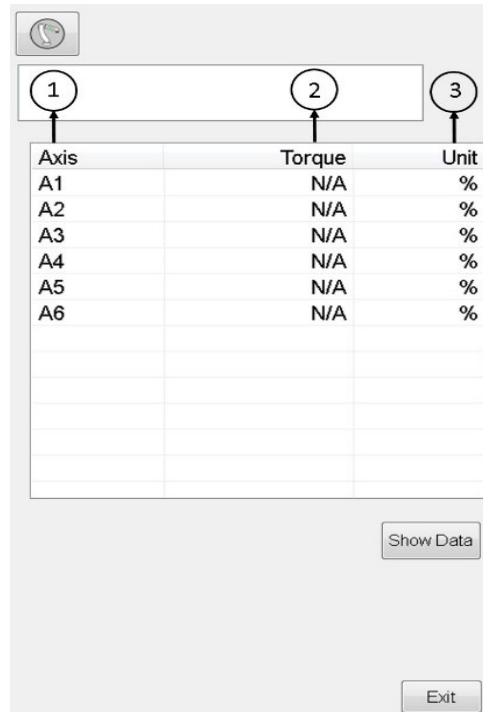 1 2 3
Axis Torque Unit
A1 N/A %
A2 N/A %
A3 N/A %
A4 N/A %
A5 N/A %
A6 N/A %
Show Data
Exit